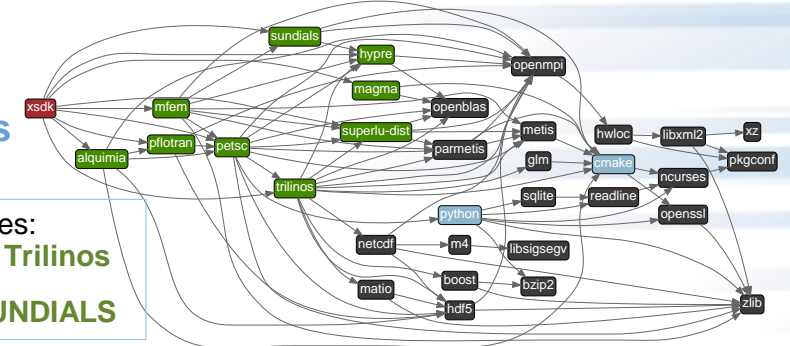 sundials
hypre
openmpi
magma
xsdk
mfem
openblas
s
superlu-dist
metis
hwloc
libxml2
xz
pflotran
petsc
parmetis
pkgconf
alquimia
glm
cmake
ncurses
trilinos
sqlite
readline
python
openssl
es:
Trilinos
netcdf
m4
libsigsegv
boost
bzip2
matio
zlib
UNDIALS
hdf5